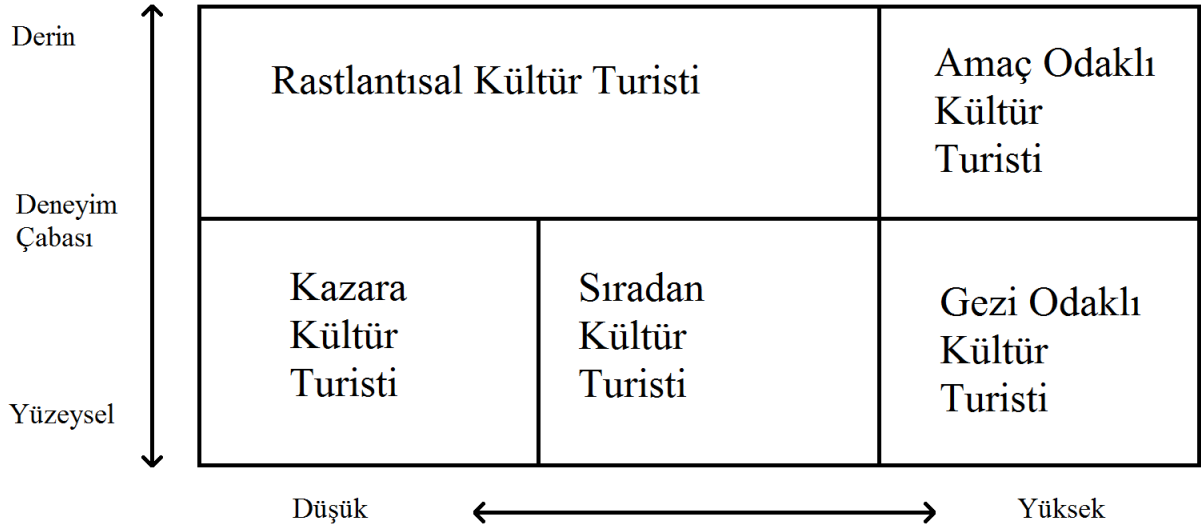 Derin
Rastlantısal Kültür Turisti
Amaç Odaklı
Kültür
Turisti
Deneyim
Çabası
Kazara
Kültür
Turisti
Sıradan
Kültür
Turisti
Gezi Odaklı
Kültür
Turisti
Yüzeysel
Düşük
Yüksek